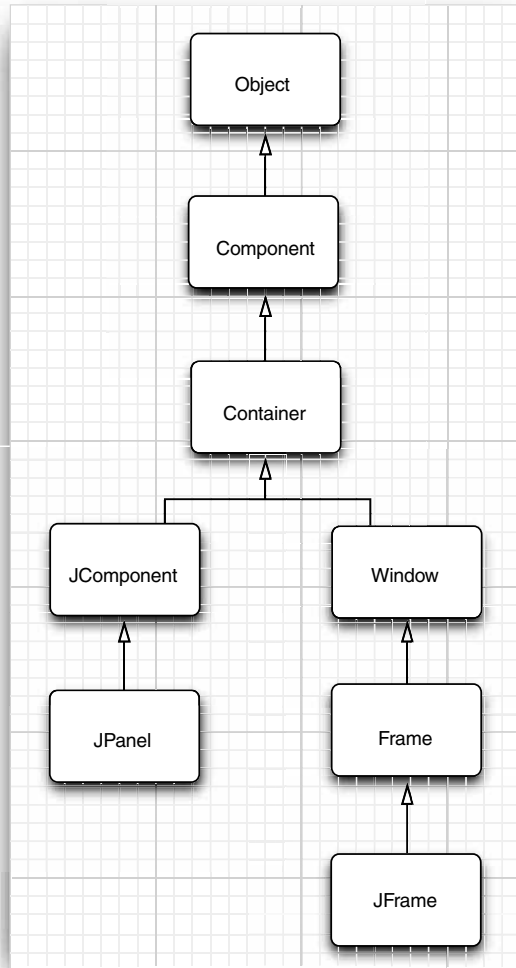 Object
Component
Container
JComponent
Window
JPanel
Frame
JFrame